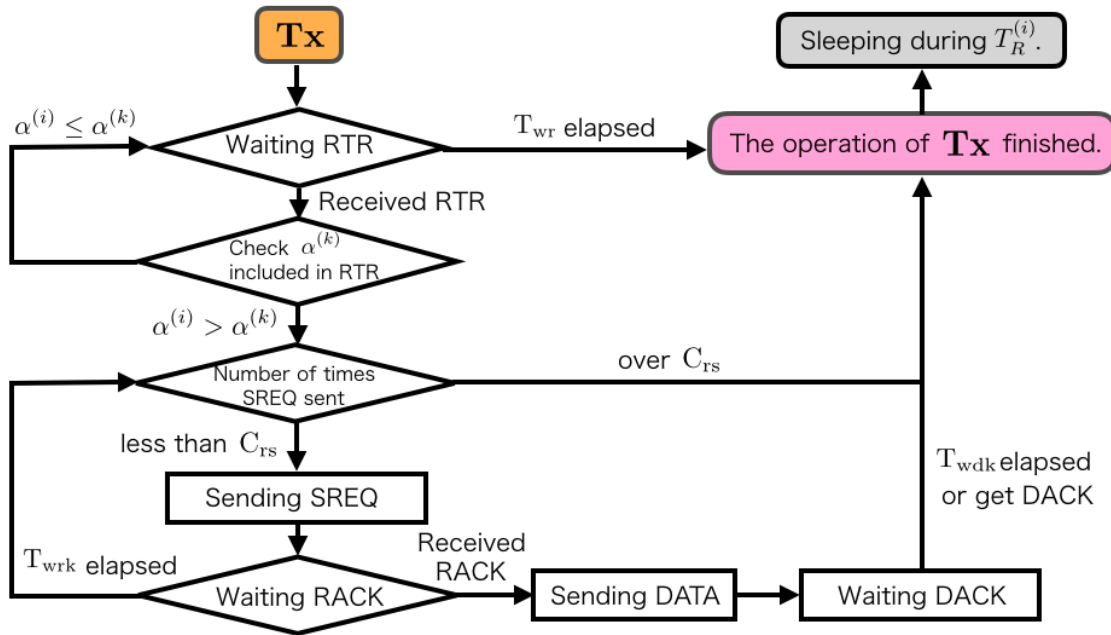 Tx
Sleeping during T_R^{(i)}.
α^{(i)} ≤ α^{(k)}
Waiting RTR
T_wr elapsed
The operation of Tx finished.
Received RTR
Check α^{(k)}
included in RTR
α^{(i)} > α^{(k)}
Number of times
SREQ sent
over C_rs
less than C_rs
Sending SREQ
T_wdk elapsed
or get DACK
T_wrk elapsed
Waiting RACK
Received
RACK
Sending DATA
Waiting DACK